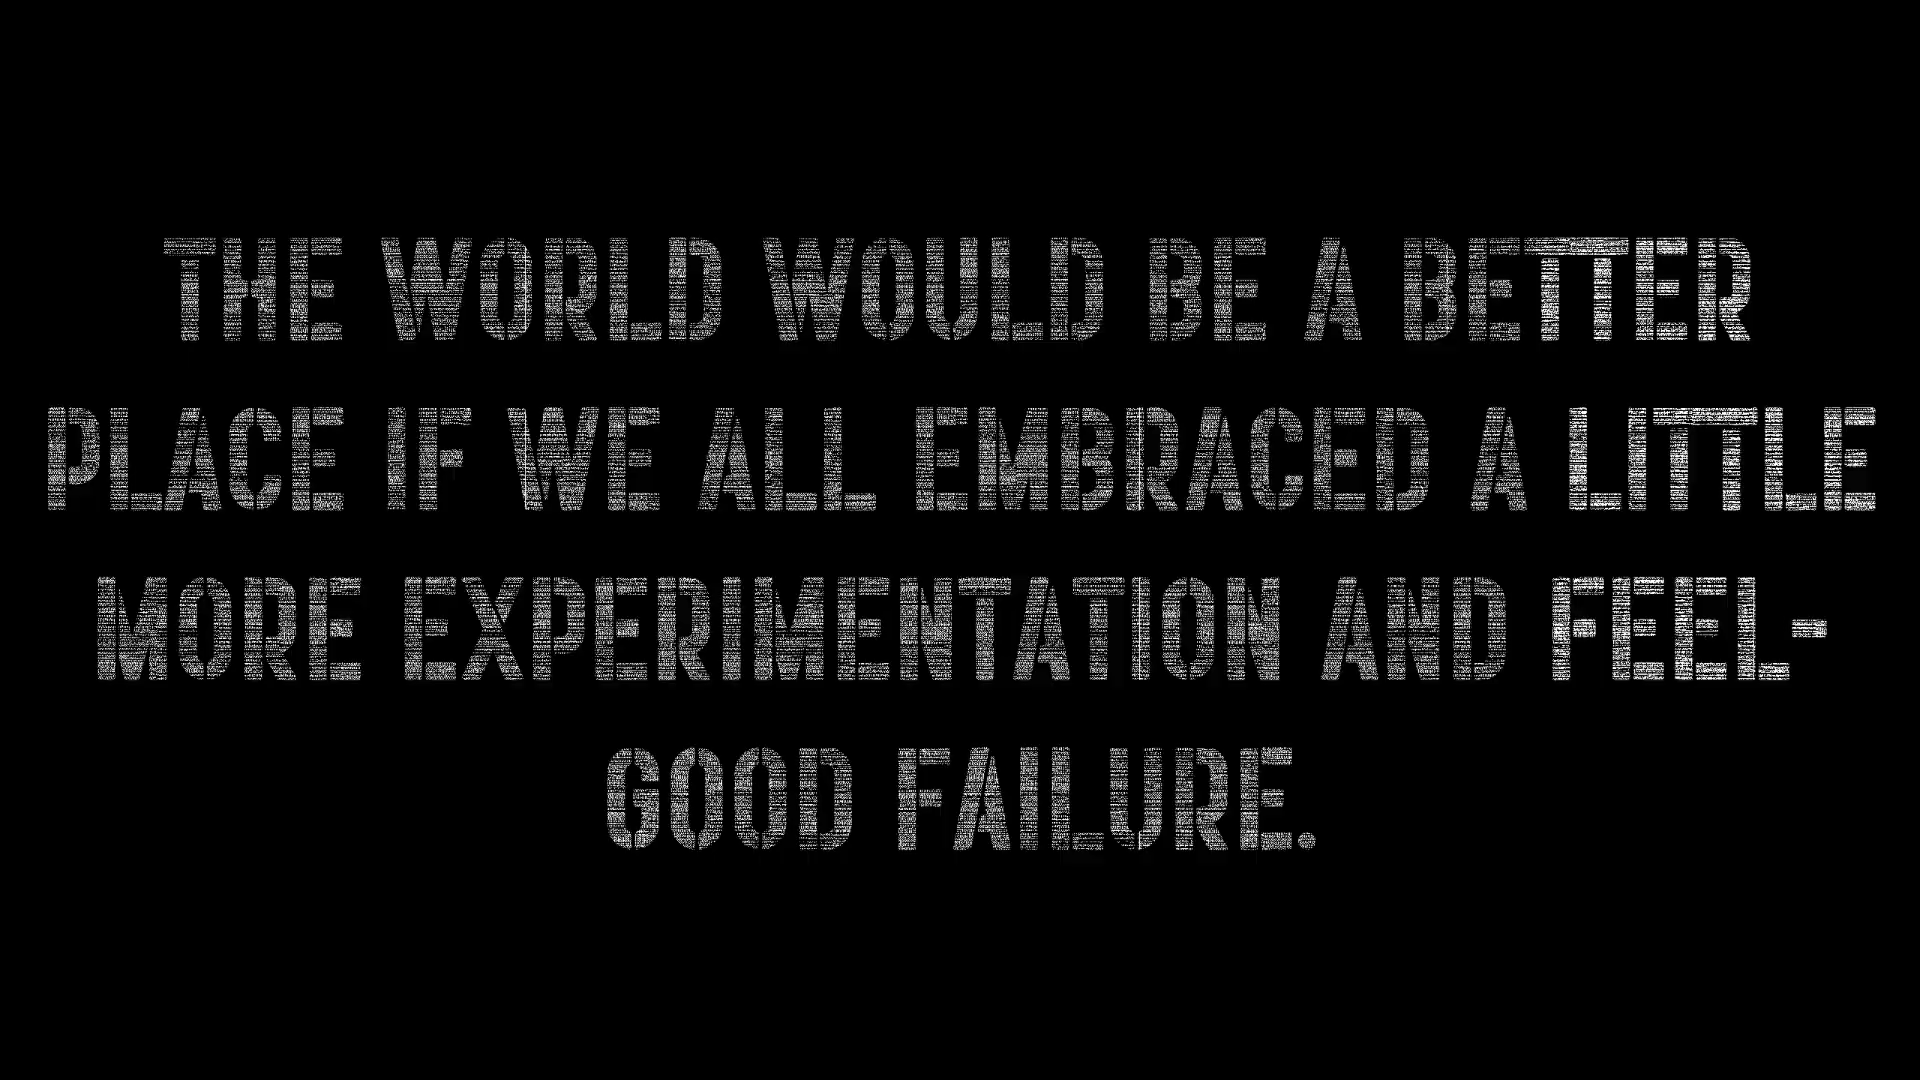 THE WORLD WOULD BE A BETTER
PLACE IF WE ALL EMBRACED A LITTLE
MORE EXPERIMENTATION AND FEEL-
GOOD FAILURE.